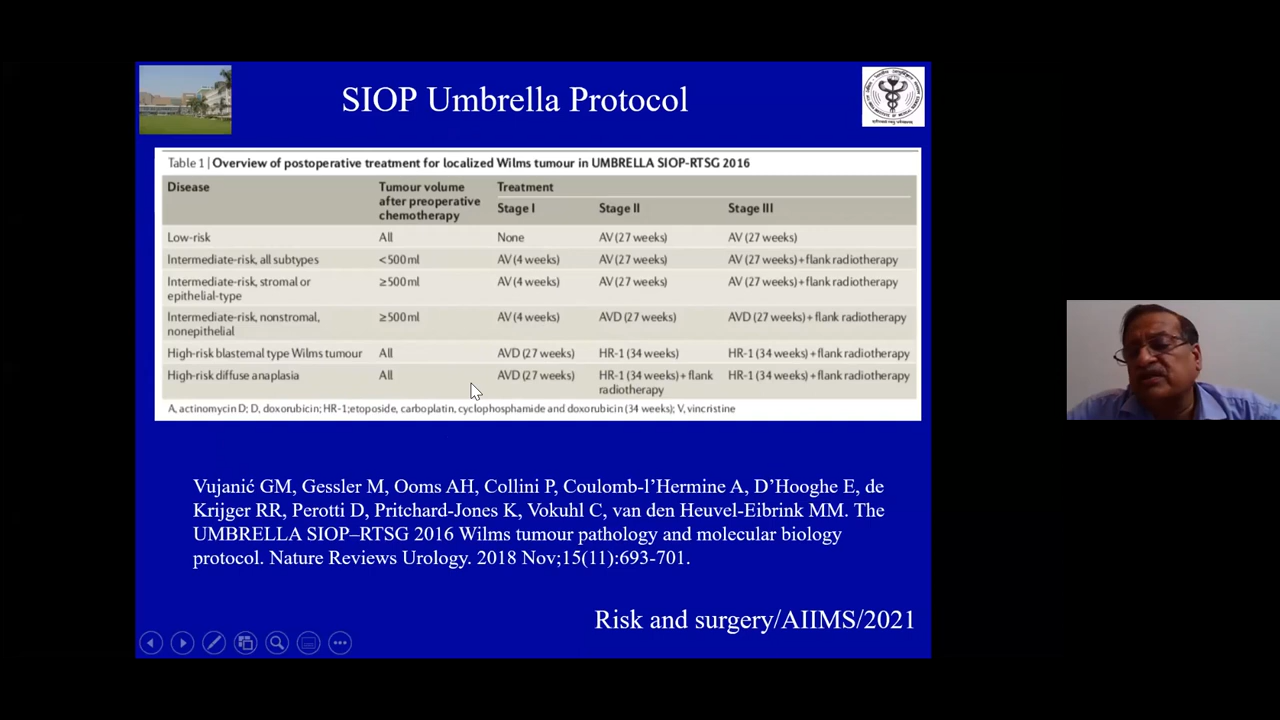 SIOP Umbrella Protocol
Table 1 | Overview of postoperative treatment for localized Wilms tumour in UMBRELLA SIOP-RTSG 2016
Disease Tumour volume after preoperative chemotherapy Treatment
Stage I Stage II Stage III
Low-risk All None AV (27 weeks) AV (27 weeks)
Intermediate-risk, all subtypes <500 ml AV (4 weeks) AV (27 weeks) AV (27 weeks) + flank radiotherapy
Intermediate-risk, stromal or epithelial-type ≥500 ml AV (4 weeks) AV (27 weeks) AV (27 weeks) + flank radiotherapy
Intermediate-risk, nonstromal, nonepithelial ≥500 ml AV (4 weeks) AVD (27 weeks) AVD (27 weeks) + flank radiotherapy
High-risk blastemal type Wilms tumour All AVD (27 weeks) HR-1 (34 weeks) HR-1 (34 weeks) + flank radiotherapy
High-risk diffuse anaplasia All AVD (27 weeks) HR-1 (34 weeks) + flank radiotherapy HR-1 (34 weeks) + flank radiotherapy
A, actinomycin D; D, doxorubicin; HR-1;etoposide, carboplatin, cyclophosphamide and doxorubicin (34 weeks); V, vincristine
Vujanić GM, Gessler M, Ooms AH, Collini P, Coulomb-l'Hermine A, D'Hooghe E, de
Krijger RR, Perotti D, Pritchard-Jones K, Vokuhl C, van den Heuvel-Eibrink MM. The
UMBRELLA SIOP–RTSG 2016 Wilms tumour pathology and molecular biology
protocol. Nature Reviews Urology. 2018 Nov;15(11):693-701.
Risk and surgery/AIIMS/2021